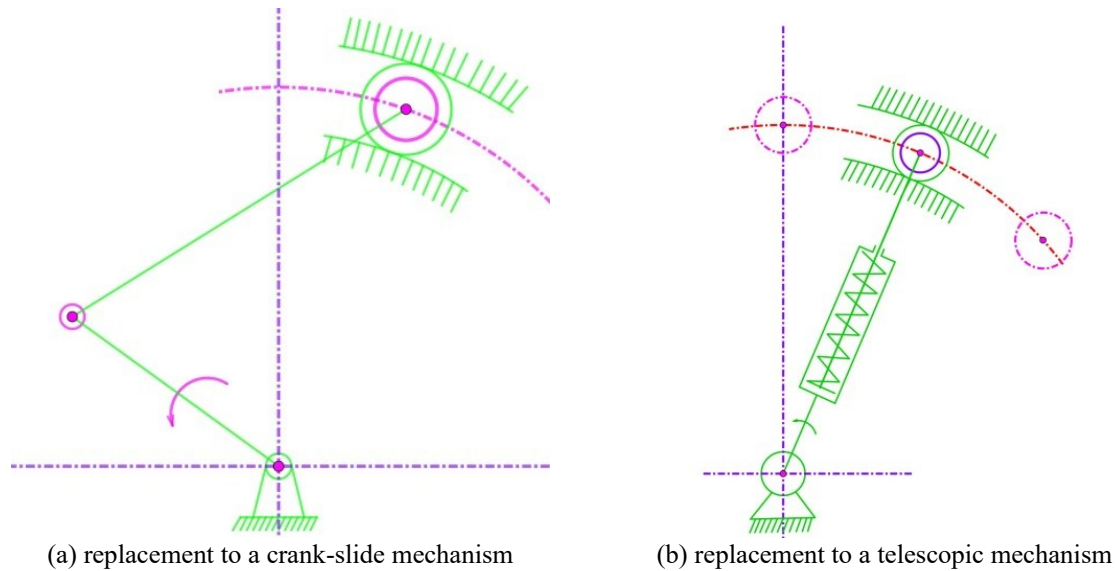 (a) replacement to a crank-slide mechanism
(b) replacement to a telescopic mechanism